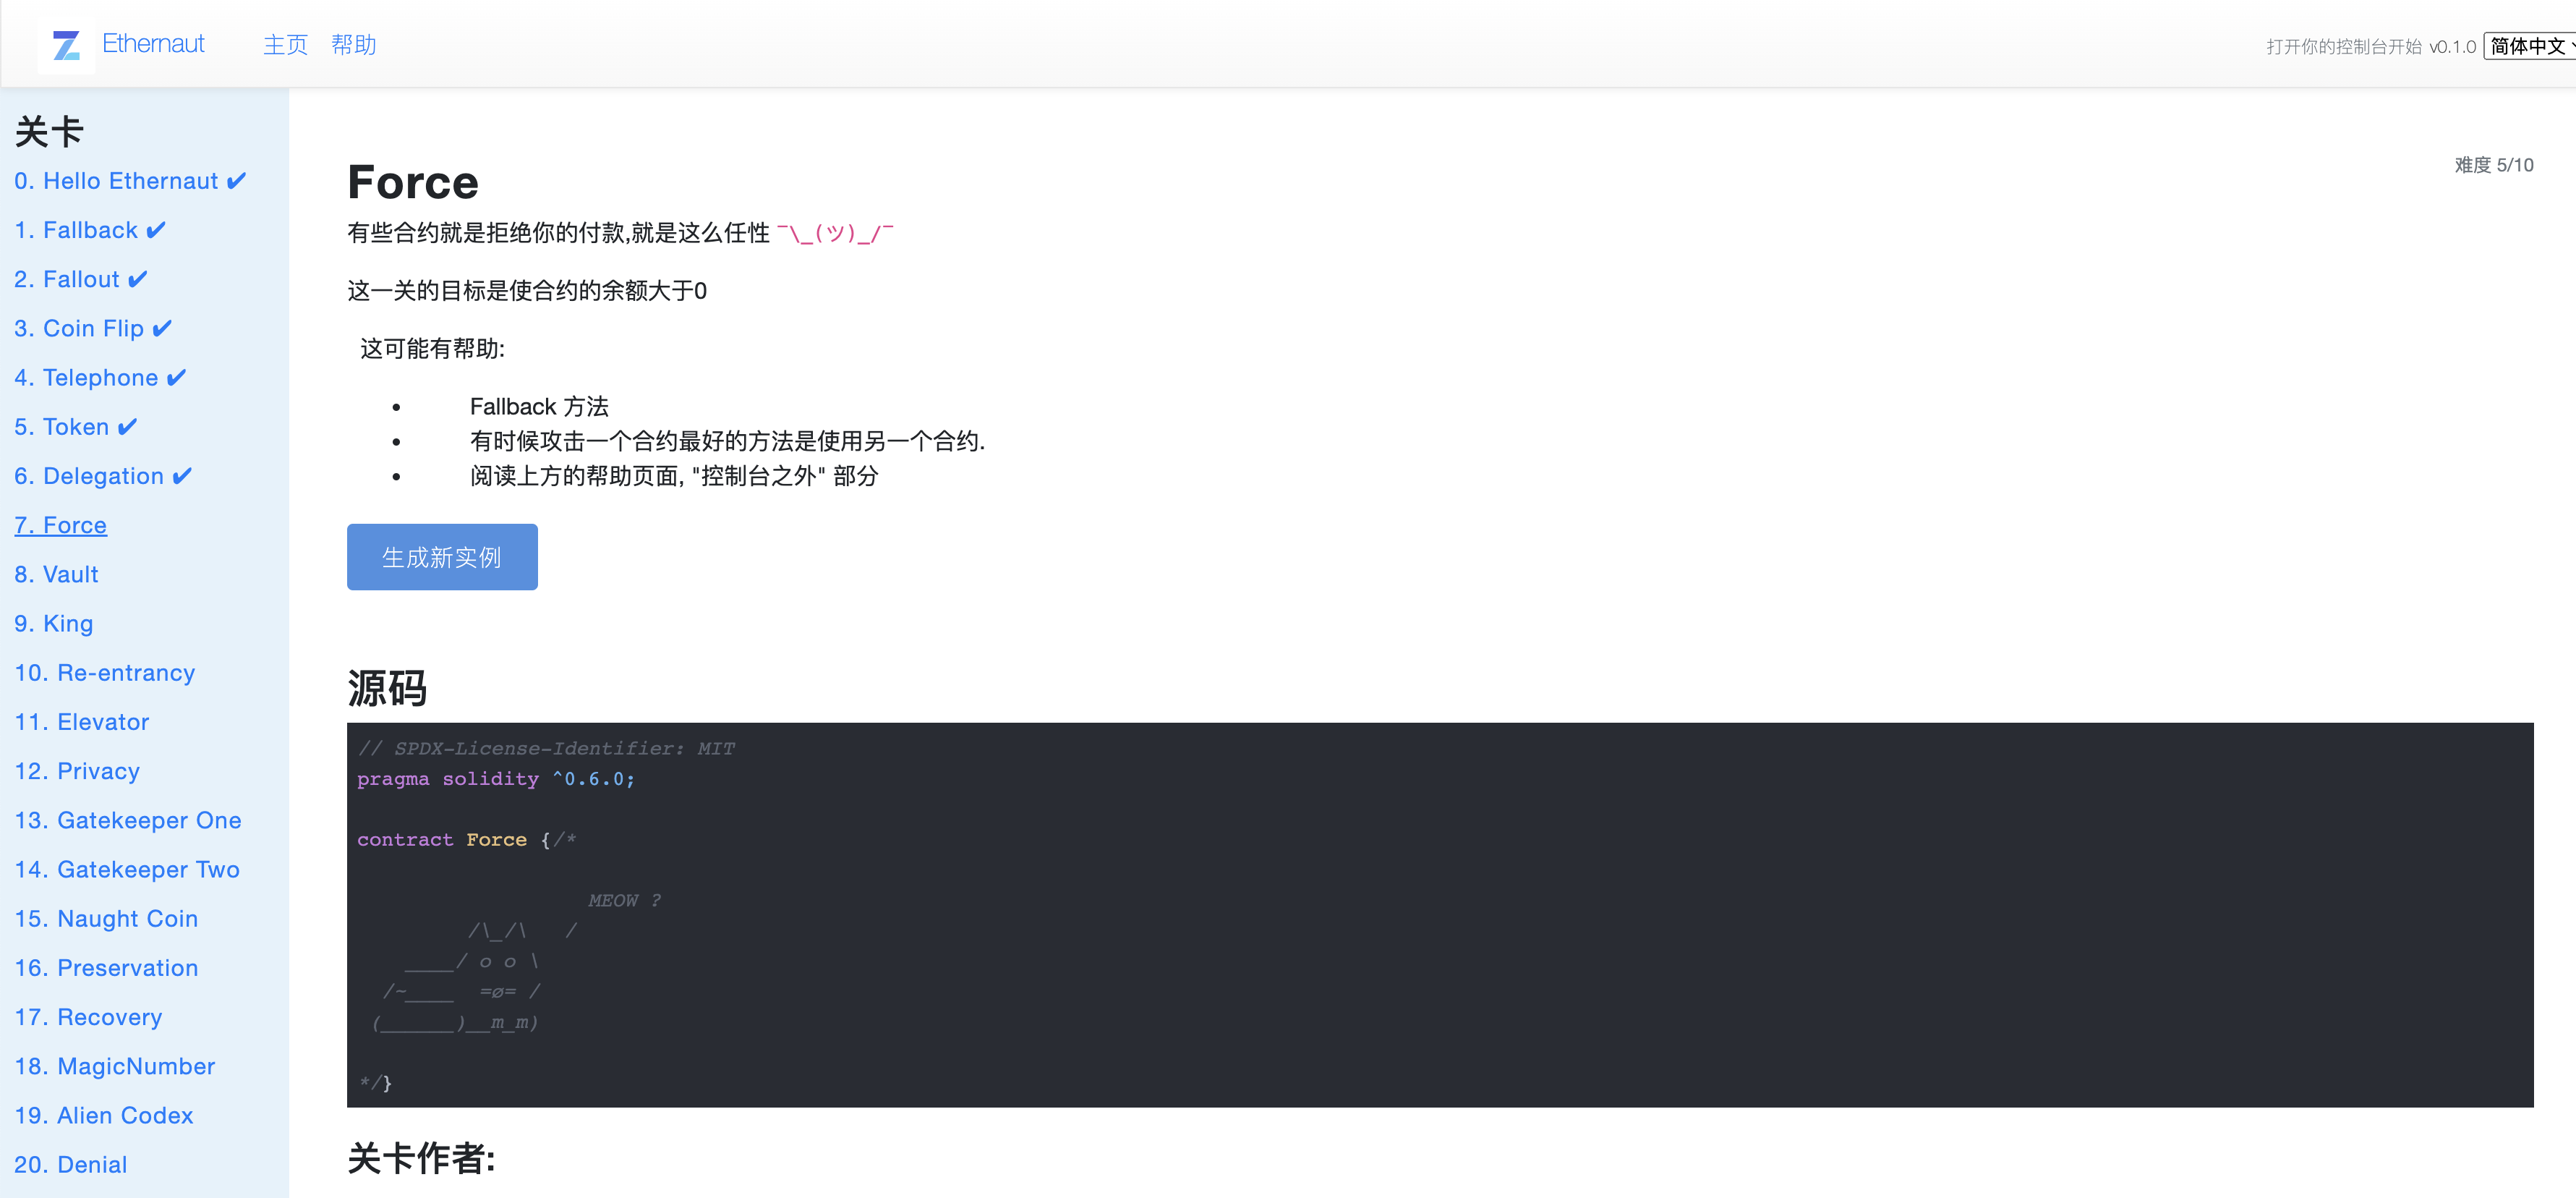 Ethernaut 主页 帮助 打开你的控制台开始 v0.1.0 简体中文
关卡
0. Hello Ethernaut ✔
1. Fallback ✔
2. Fallout ✔
3. Coin Flip ✔
4. Telephone ✔
5. Token ✔
6. Delegation ✔
7. Force
8. Vault
9. King
10. Re-entrancy
11. Elevator
12. Privacy
13. Gatekeeper One
14. Gatekeeper Two
15. Naught Coin
16. Preservation
17. Recovery
18. MagicNumber
19. Alien Codex
20. Denial
Force
难度 5/10
有些合约就是拒绝你的付款,就是这么任性 ¯\_(ツ)_/¯
这一关的目标是使合约的余额大于0
这可能有帮助:
• Fallback 方法
• 有时候攻击一个合约最好的方法是使用另一个合约.
• 阅读上方的帮助页面, "控制台之外" 部分
生成新实例
源码
// SPDX-License-Identifier: MIT
pragma solidity ^0.6.0;
contract Force {/*
                   MEOW ?
         /\_/\   /
    ____/ o o \
  /~____  =ø= /
 (______)__m_m)
*/}
关卡作者: